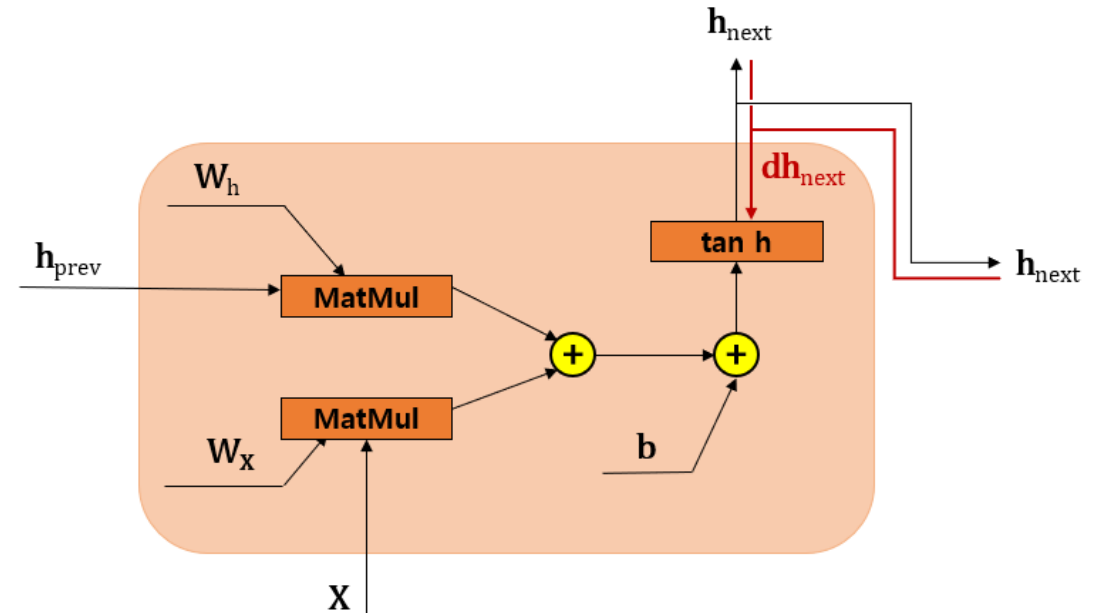 h_next
W_h
dh_next
tan h
h_prev
h_next
MatMul
+
+
MatMul
W_X
b
X